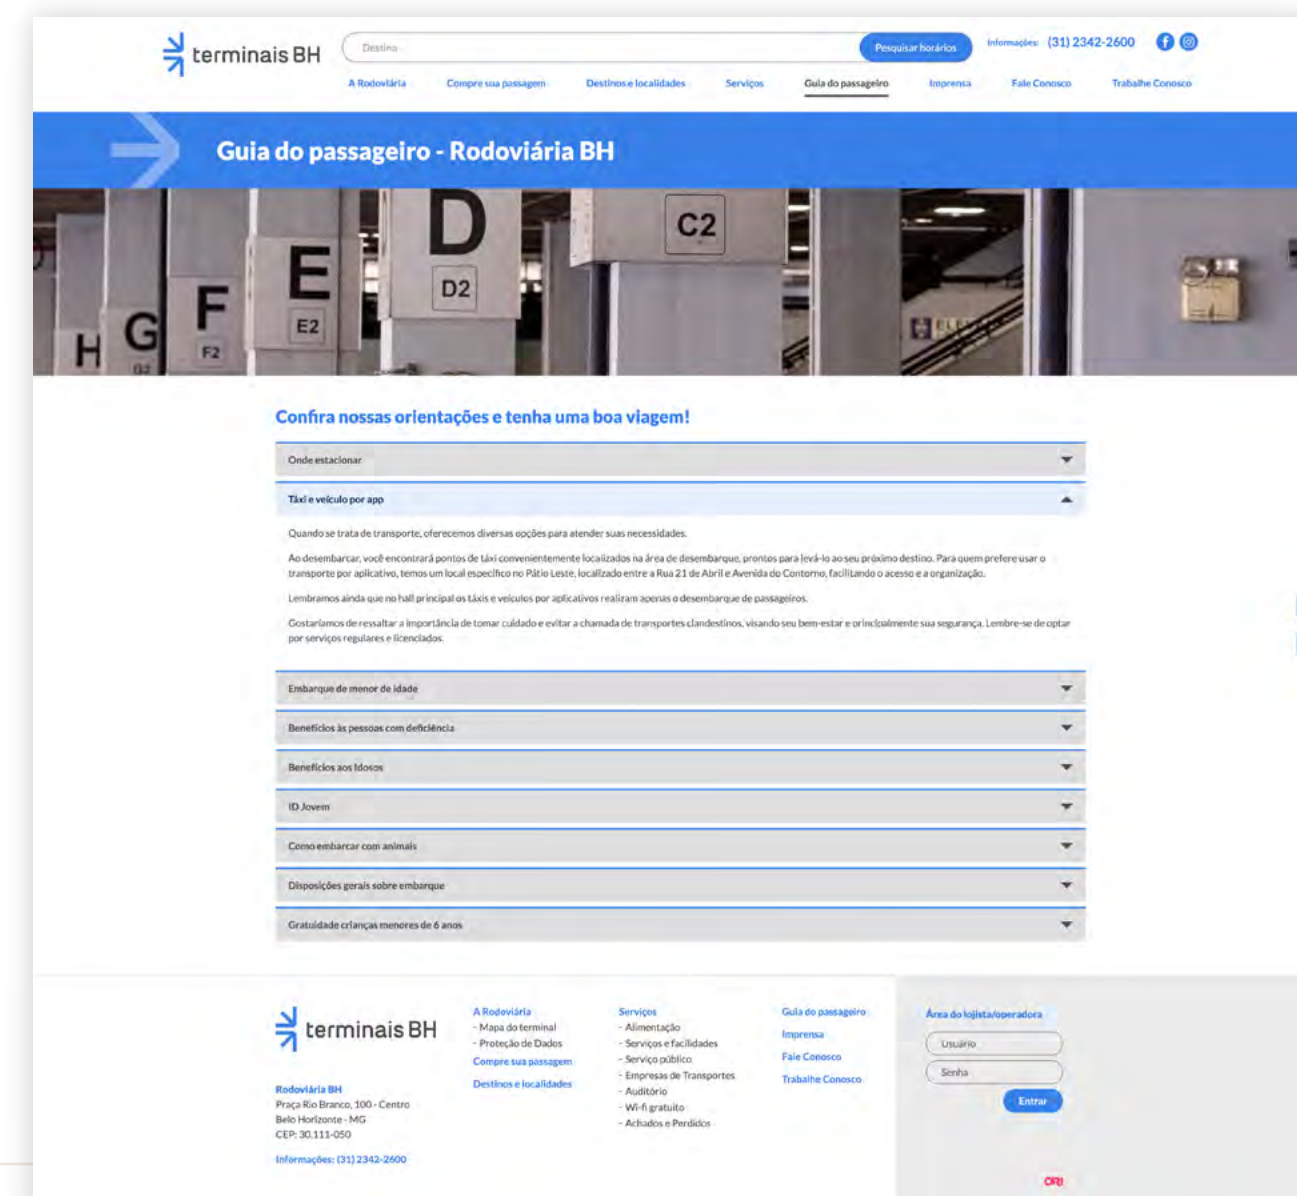 terminais BH
Destino
Pesquisar horários
Informações: (31) 2342-2600
A Rodoviária
Compre sua passagem
Destinos e localidades
Serviços
Guia do passageiro
Imprensa
Fale Conosco
Trabalhe Conosco
Guia do passageiro - Rodoviária BH
H
G
G2
F
F2
E
E2
D
D2
C2
Confira nossas orientações e tenha uma boa viagem!
Onde estacionar
Táxi e veículo por app
Quando se trata de transporte, oferecemos diversas opções para atender suas necessidades.
Ao desembarcar, você encontrará pontos de táxi convenientemente localizados na área de desembarque, prontos para levá-lo ao seu próximo destino. Para quem prefere usar o
transporte por aplicativo, temos um local específico no Pátio Leste, localizado entre a Rua 21 de Abril e Avenida do Contorno, facilitando o acesso e a organização.
Lembramos ainda que no hall principal os táxis e veículos por aplicativos realizam apenas o desembarque de passageiros.
Gostaríamos de ressaltar a importância de tomar cuidado e evitar a chamada de transportes clandestinos, visando seu bem-estar e principalmente sua segurança. Lembre-se de optar
por serviços regulares e licenciados.
Embarque de menor de idade
Benefícios às pessoas com deficiência
Benefícios aos Idosos
ID Jovem
Como embarcar com animais
Disposições gerais sobre embarque
Gratuidade crianças menores de 6 anos
terminais BH
Rodoviária BH
Praça Rio Branco, 100 - Centro
Belo Horizonte - MG
CEP: 30.111-050
Informações: (31) 2342-2600
A Rodoviária
- Mapa do terminal
- Proteção de Dados
Compre sua passagem
Destinos e localidades
Serviços
- Alimentação
- Serviços e facilidades
- Serviço público
- Empresas de Transportes
- Auditório
- Wi-fi gratuito
- Achados e Perdidos
Guia do passageiro
Imprensa
Fale Conosco
Trabalhe Conosco
Área do lojista/operadora
Usuário
Senha
Entrar
ORI